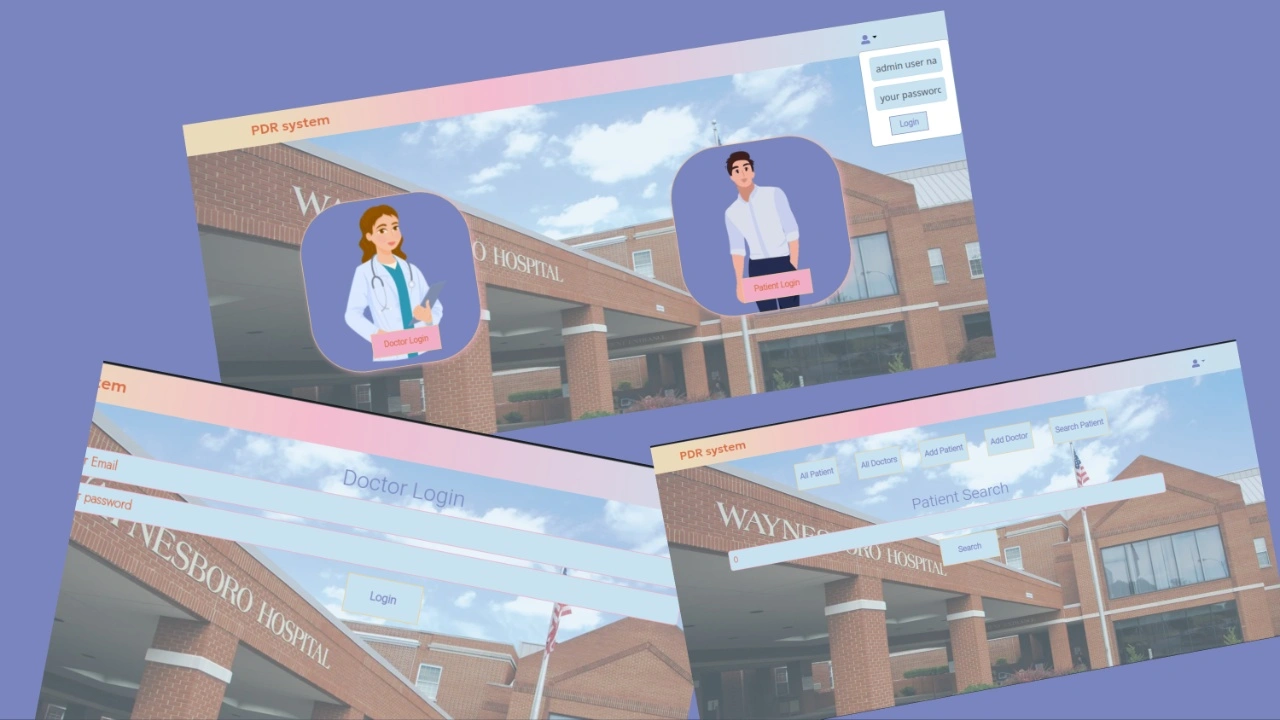 PDR system
admin user na
your passworc
Login
W
O HOSPITAL
Doctor Login
Patient Login
tem
Doctor Login
r Email
r password
Login
YNESBORO HOSPITAL
PDR system
All Patient
All Doctors
Add Patient
Add Doctor
Search Patient
Patient Search
0
Search
WAYNESBORO HOSPITAL